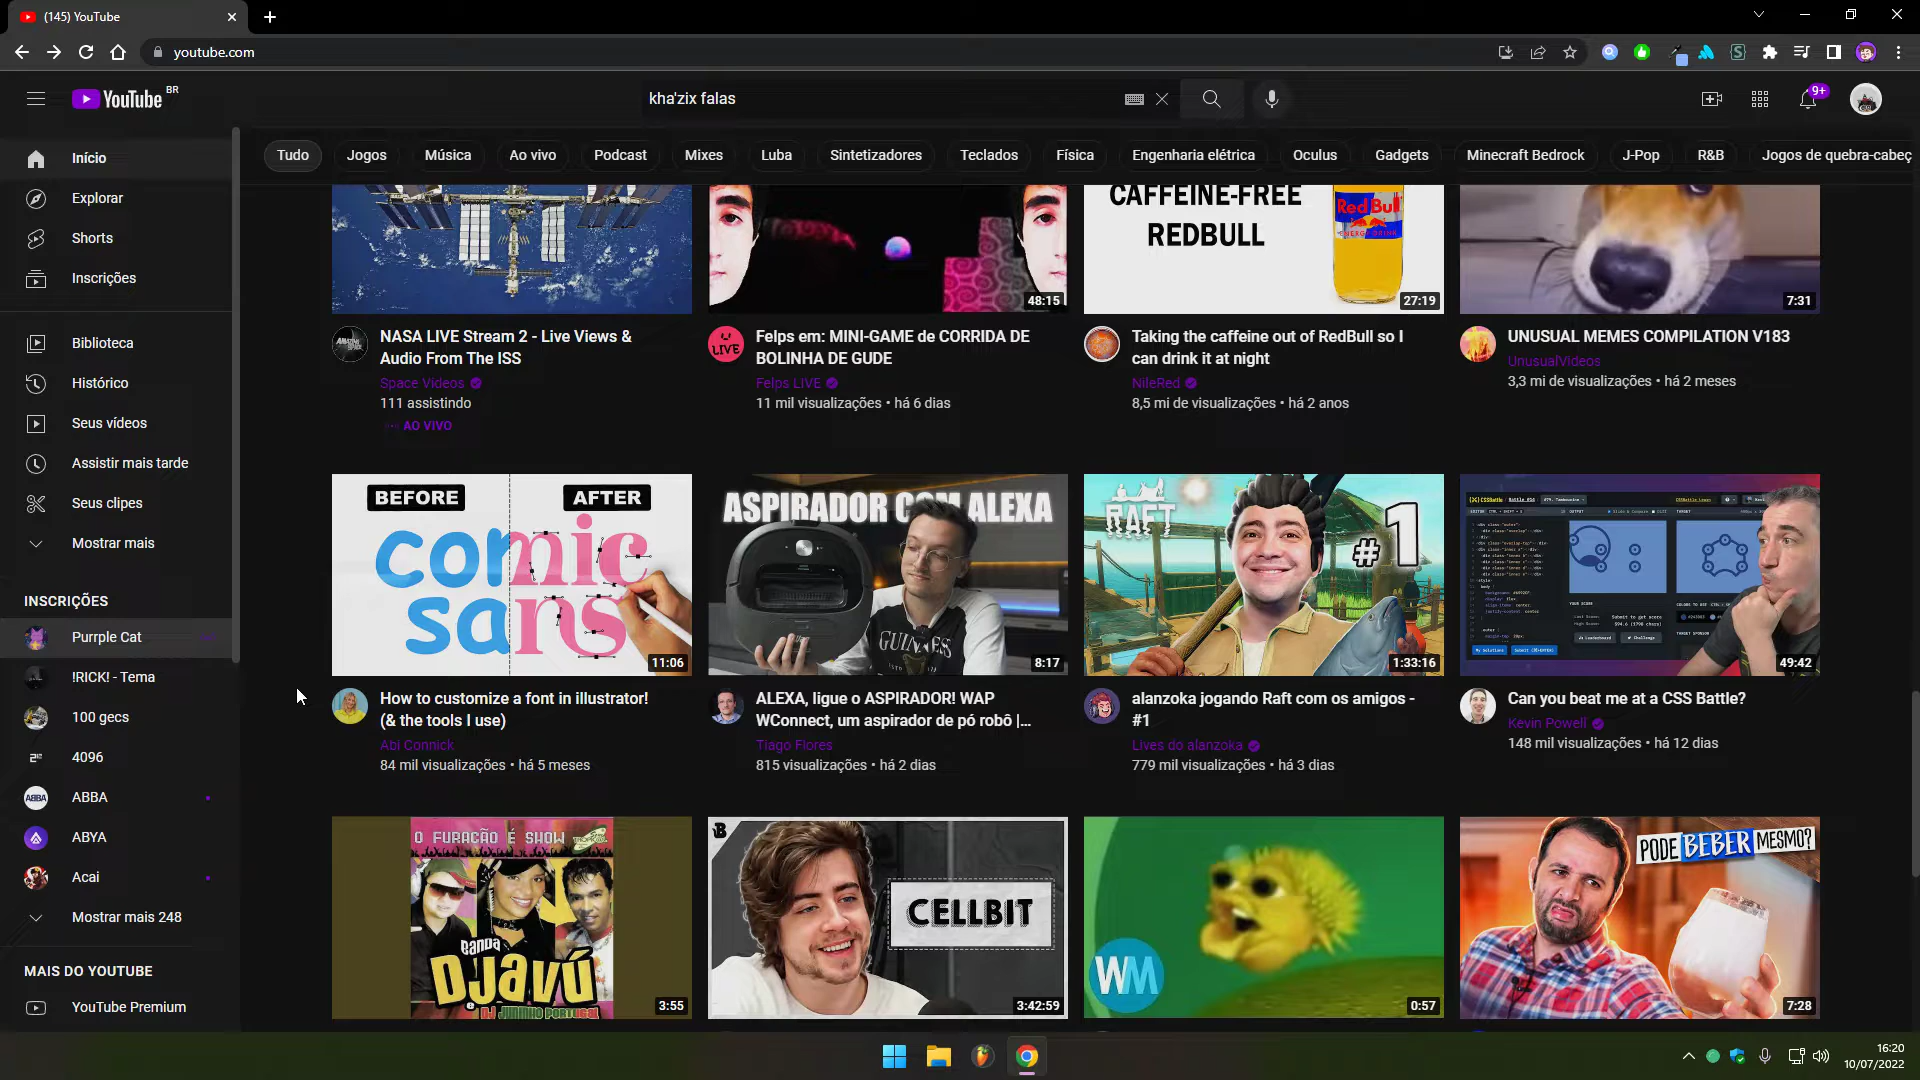 (145) YouTube
youtube.com
YouTube BR
kha'zix falas
9+
Tudo
Jogos
Música
Ao vivo
Podcast
Mixes
Luba
Sintetizadores
Teclados
Física
Engenharia elétrica
Oculus
Gadgets
Minecraft Bedrock
J-Pop
R&B
Jogos de quebra-cabeç
Início
Explorar
Shorts
Inscrições
Biblioteca
Histórico
Seus vídeos
Assistir mais tarde
Seus clipes
Mostrar mais
INSCRIÇÕES
Purrple Cat
!RICK! - Tema
100 gecs
4096
ABBA
ABBA
ABYA
Acai
Mostrar mais 248
MAIS DO YOUTUBE
YouTube Premium
NASA LIVE Stream 2 - Live Views &
Audio From The ISS
Space Videos
111 assistindo
AO VIVO
48:15
LIVE
Felps em: MINI-GAME de CORRIDA DE
BOLINHA DE GUDE
Felps LIVE
11 mil visualizações • há 6 dias
CAFFEINE-FREE
REDBULL
Red Bull
ENERGY DRINK
27:19
Taking the caffeine out of RedBull so I
can drink it at night
NileRed
8,5 mi de visualizações • há 2 anos
7:31
UNUSUAL MEMES COMPILATION V183
UnusualVideos
3,3 mi de visualizações • há 2 meses
BEFORE
AFTER
comic
sans
11:06
How to customize a font in illustrator!
(& the tools I use)
Abi Connick
84 mil visualizações • há 5 meses
ASPIRADOR COM ALEXA
GUINNESS
8:17
ALEXA, ligue o ASPIRADOR! WAP
WConnect, um aspirador de pó robô |...
Tiago Flores
815 visualizações • há 2 dias
RAFT
#1
1:33:16
alanzoka jogando Raft com os amigos -
#1
Lives do alanzoka
779 mil visualizações • há 3 dias
CSSBattle
49:42
Can you beat me at a CSS Battle?
Kevin Powell
148 mil visualizações • há 12 dias
O FURACÃO É SHOW
BANDA
DJAVÚ
DJ JUNINHO PORTUGAL
3:55
B
CELLBIT
3:42:59
WM
0:57
PODE BEBER MESMO?
7:28
16:20
10/07/2022